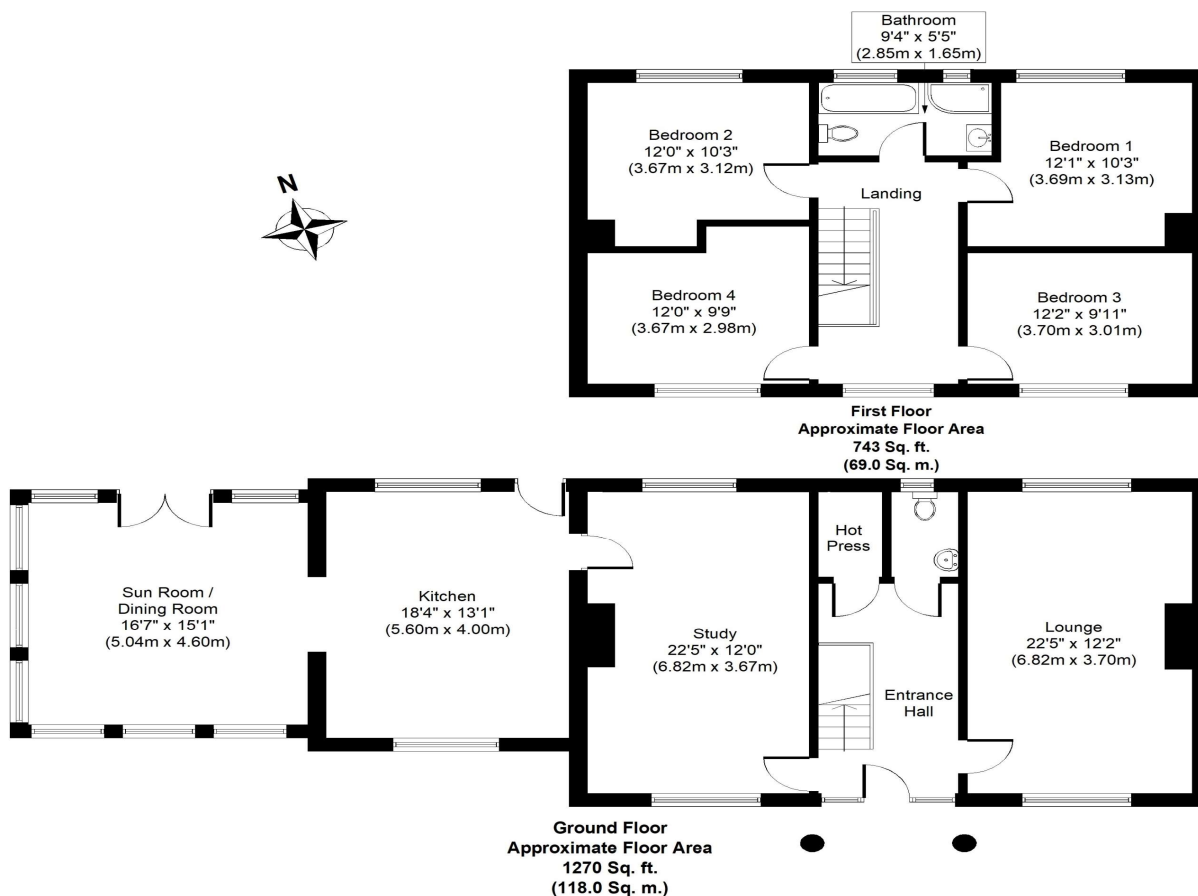 Bathroom
9'4" x 5'5"
(2.85m x 1.65m)
Bedroom 2
12'0" x 10'3"
(3.67m x 3.12m)
Bedroom 1
12'1" x 10'3"
(3.69m x 3.13m)
Landing
N
Bedroom 4
12'0" x 9'9"
(3.67m x 2.98m)
Bedroom 3
12'2" x 9'11"
(3.70m x 3.01m)
First Floor
Approximate Floor Area
743 Sq. ft.
(69.0 Sq. m.)
Sun Room /
Dining Room
16'7" x 15'1"
(5.04m x 4.60m)
Kitchen
18'4" x 13'1"
(5.60m x 4.00m)
Study
22'5" x 12'0"
(6.82m x 3.67m)
Hot
Press
Entrance
Hall
Lounge
22'5" x 12'2"
(6.82m x 3.70m)
Ground Floor
Approximate Floor Area
1270 Sq. ft.
(118.0 Sq. m.)